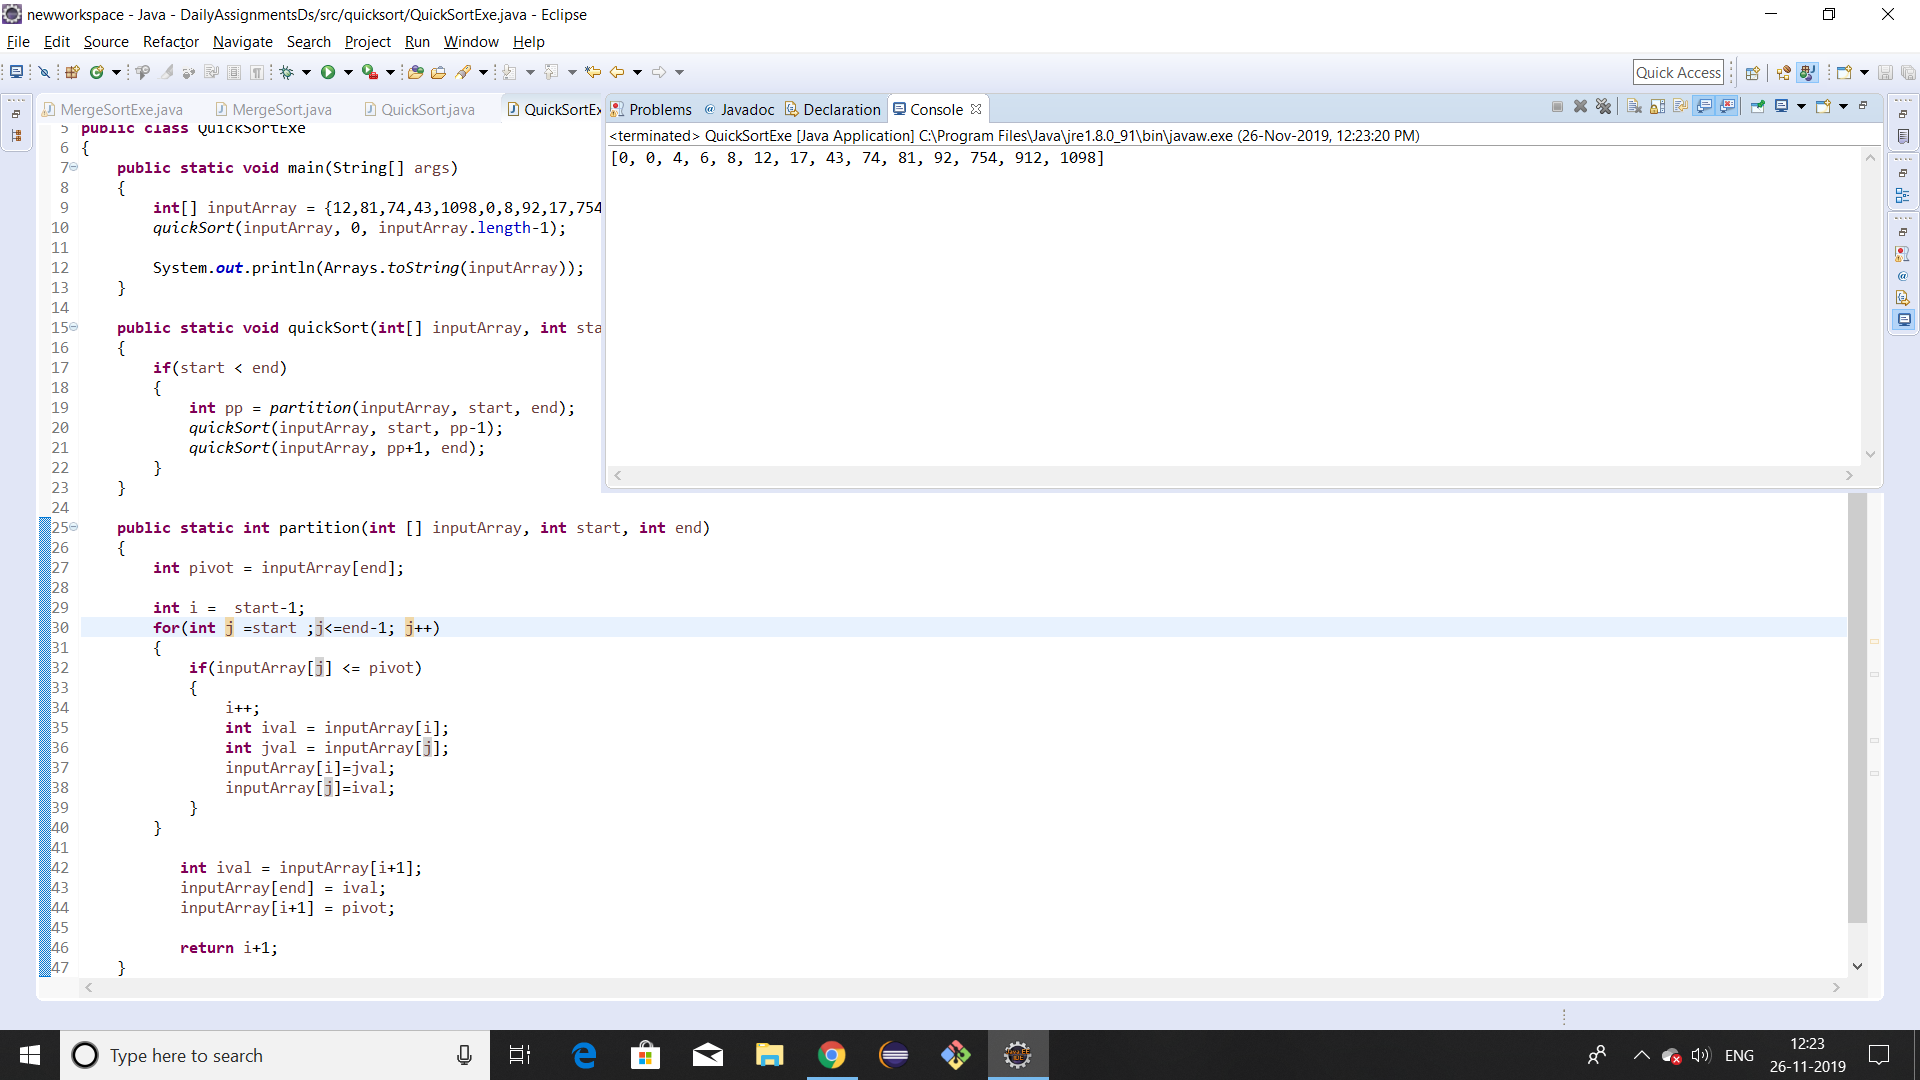 newworkspace - Java - DailyAssignmentsDs/src/quicksort/QuickSortExe.java - Eclipse
File Edit Source Refactor Navigate Search Project Run Window Help
Quick Access
MergeSortExe.java MergeSort.java QuickSort.java QuickSortEx
Problems @ Javadoc Declaration Console
<terminated> QuickSortExe [Java Application] C:\Program Files\Java\jre1.8.0_91\bin\javaw.exe (26-Nov-2019, 12:23:20 PM)
[0, 0, 4, 6, 8, 12, 17, 43, 74, 81, 92, 754, 912, 1098]
5 public class QuickSortExe
6 {
7 public static void main(String[] args)
8 {
9 int[] inputArray = {12,81,74,43,1098,0,8,92,17,754
10 quickSort(inputArray, 0, inputArray.length-1);
11
12 System.out.println(Arrays.toString(inputArray));
13 }
14
15 public static void quickSort(int[] inputArray, int sta
16 {
17 if(start < end)
18 {
19 int pp = partition(inputArray, start, end);
20 quickSort(inputArray, start, pp-1);
21 quickSort(inputArray, pp+1, end);
22 }
23 }
24
25 public static int partition(int [] inputArray, int start, int end)
26 {
27 int pivot = inputArray[end];
28
29 int i =  start-1;
30 for(int j =start ;j<=end-1; j++)
31 {
32 if(inputArray[j] <= pivot)
33 {
34 i++;
35 int ival = inputArray[i];
36 int jval = inputArray[j];
37 inputArray[i]=jval;
38 inputArray[j]=ival;
39 }
40 }
41
42 int ival = inputArray[i+1];
43 inputArray[end] = ival;
44 inputArray[i+1] = pivot;
45
46 return i+1;
47 }
Type here to search
ENG
12:23
26-11-2019